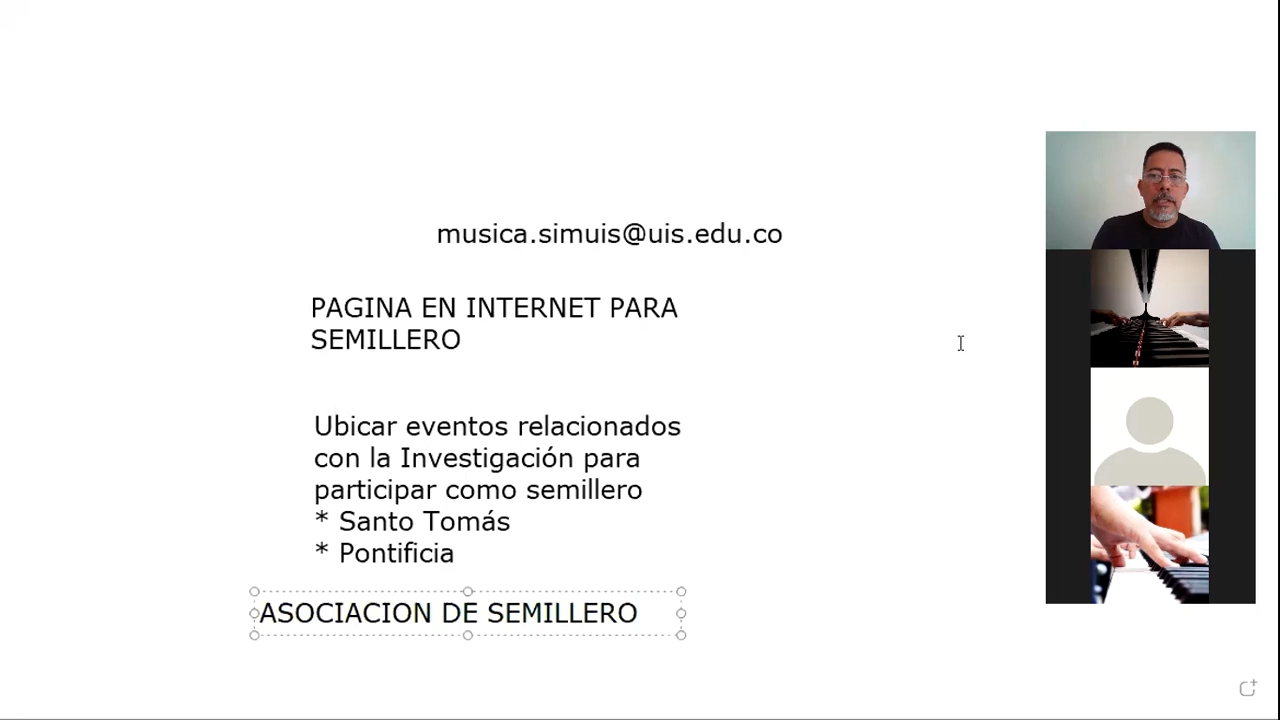 musica.simuis@uis.edu.co
PAGINA EN INTERNET PARA
SEMILLERO
Ubicar eventos relacionados
con la Investigación para
participar como semillero
* Santo Tomás
* Pontificia
ASOCIACION DE SEMILLERO